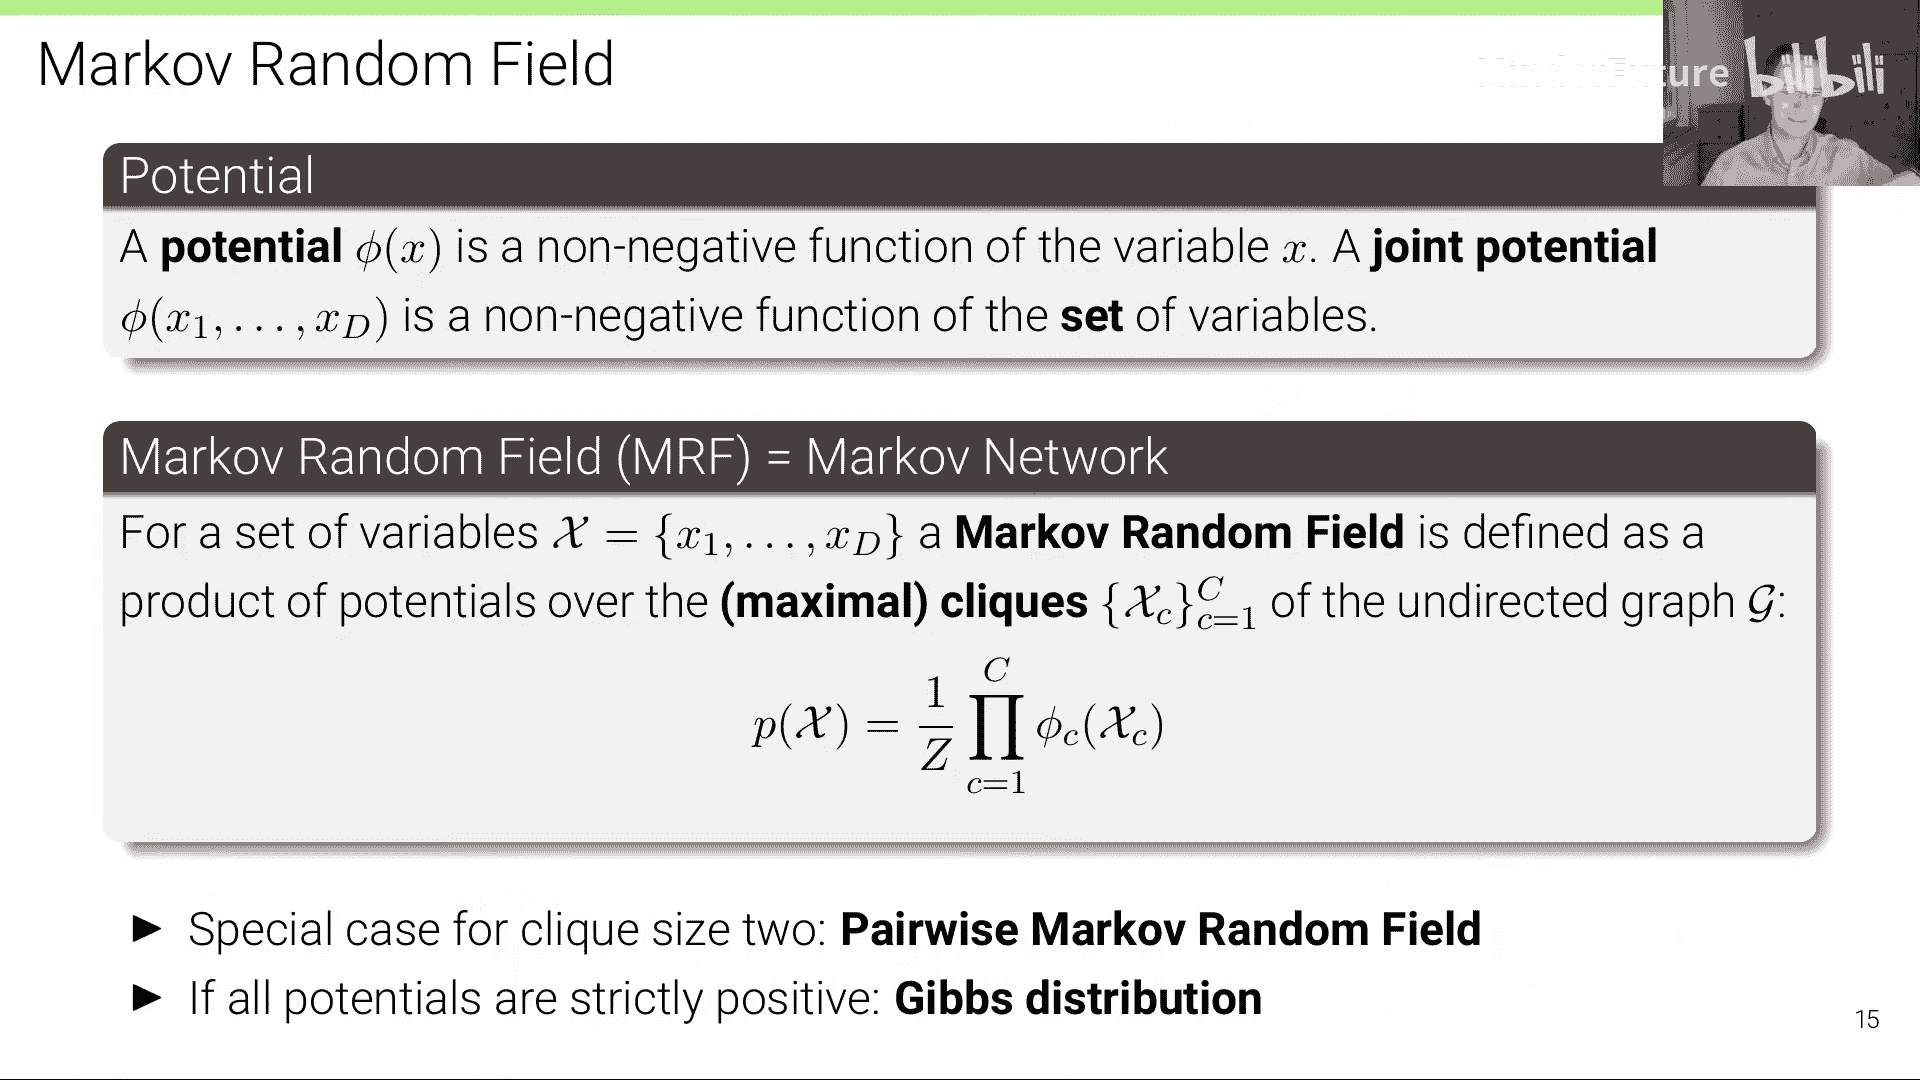 Markov Random Field
bilibili
Potential
A potential ϕ(x) is a non-negative function of the variable x. A joint potential
ϕ(x₁, . . . , x_D) is a non-negative function of the set of variables.
Markov Random Field (MRF) = Markov Network
For a set of variables 𝒳 = {x₁, . . . , x_D} a Markov Random Field is defined as a
product of potentials over the (maximal) cliques {𝒳_c}_{c=1}^C of the undirected graph 𝒢:
p(𝒳) = \frac{1}{Z} ∏_{c=1}^{C} ϕ_c(𝒳_c)
► Special case for clique size two: Pairwise Markov Random Field
► If all potentials are strictly positive: Gibbs distribution
15